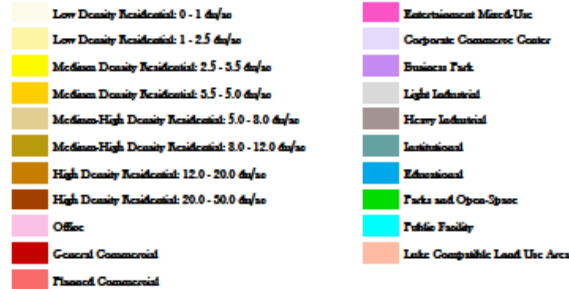 Low Density Residential: 0 - 1 du/ac
Low Density Residential: 1 - 2.5 du/ac
Medium Density Residential: 2.5 - 3.5 du/ac
Medium Density Residential: 3.5 - 5.0 du/ac
Medium-High Density Residential: 5.0 - 8.0 du/ac
Medium-High Density Residential: 8.0 - 12.0 du/ac
High Density Residential: 12.0 - 20.0 du/ac
High Density Residential: 20.0 - 30.0 du/ac
Office
General Commercial
Planned Commercial
Entertainment Mixed-Use
Corporate Commerce Center
Business Park
Light Industrial
Heavy Industrial
Institutional
Educational
Parks and Open-Space
Public Facility
Luke Compatible Land Use Area